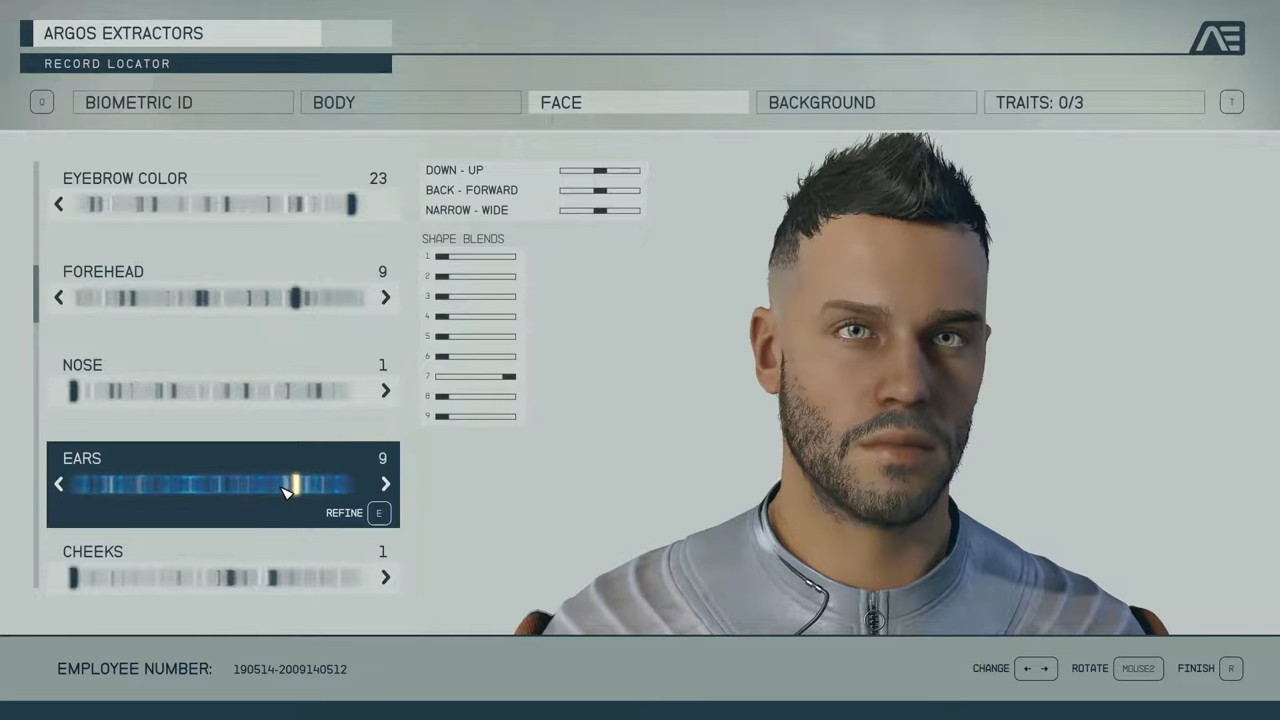 ARGOS EXTRACTORS
AE
RECORD LOCATOR
Q BIOMETRIC ID BODY FACE BACKGROUND TRAITS: 0/3 T
EYEBROW COLOR 23
FOREHEAD 9
NOSE 1
EARS 9
REFINE E
CHEEKS 1
DOWN - UP
BACK - FORWARD
NARROW - WIDE
SHAPE BLENDS
1
2
3
4
5
6
7
8
9
EMPLOYEE NUMBER: 190514-2009140512
CHANGE ← → ROTATE MOUSE2 FINISH R